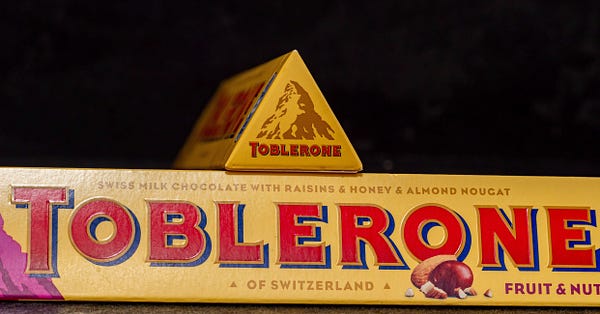 TOBLERONE
SWISS MILK CHOCOLATE WITH RAISINS & HONEY & ALMOND NOUGAT
TOBLERONE
OF SWITZERLAND
FRUIT & NUT